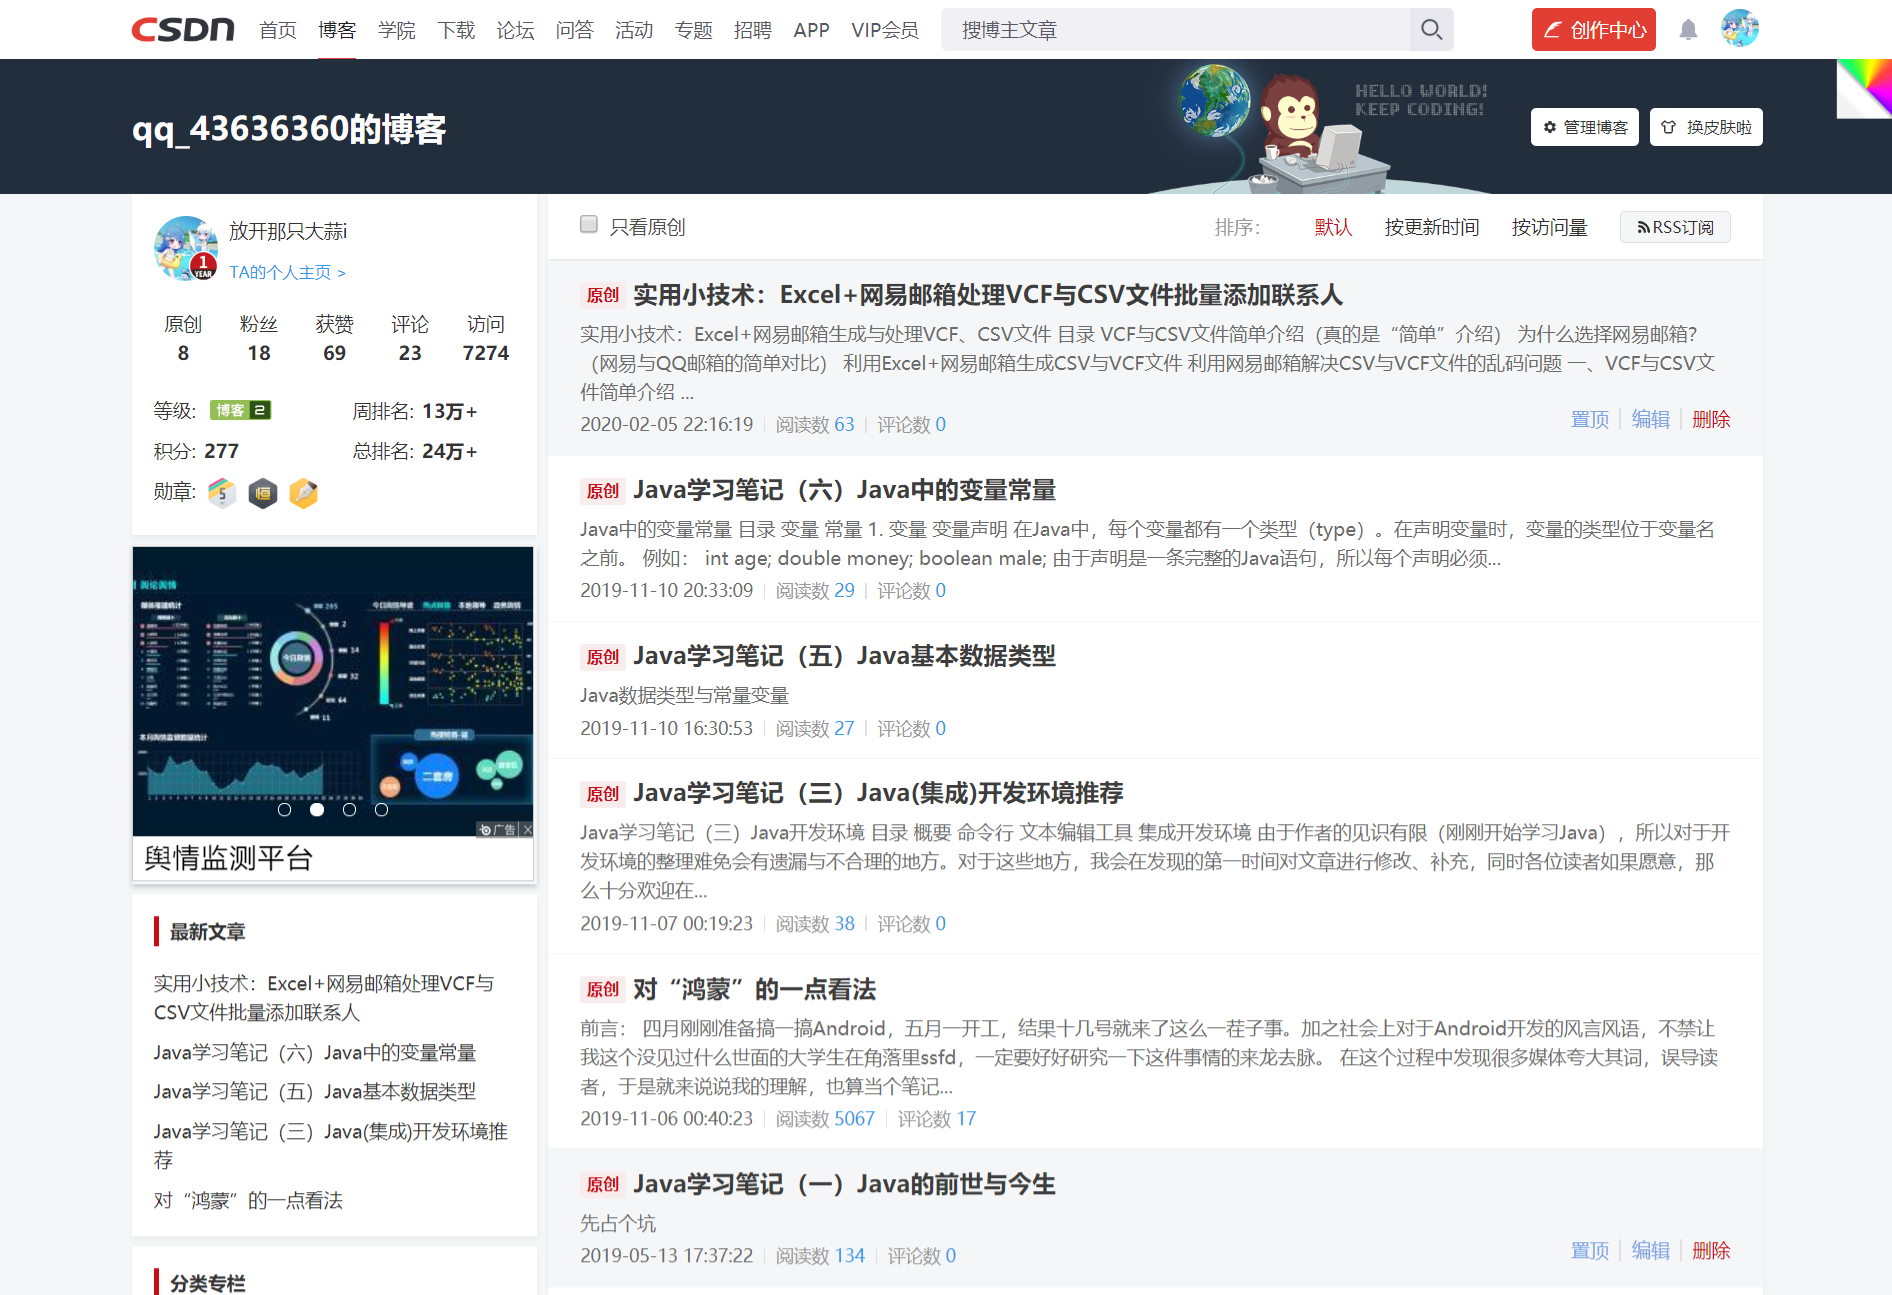 CSDN 首页 博客 学院 下载 论坛 问答 活动 专题 招聘 APP VIP会员 搜博主文章 创作中心
HELLO WORLD!
KEEP CODING!
qq_43636360的博客
管理博客 换皮肤啦
放开那只大蒜i
1
YEAR
TA的个人主页 >
原创 粉丝 获赞 评论 访问
8 18 69 23 7274
等级: 博客 2 周排名: 13万+
积分: 277 总排名: 24万+
勋章: 5
舆论舆情
今日舆情
二套房
广告
舆情监测平台
最新文章
实用小技术：Excel+网易邮箱处理VCF与
CSV文件批量添加联系人
Java学习笔记（六）Java中的变量常量
Java学习笔记（五）Java基本数据类型
Java学习笔记（三）Java(集成)开发环境推
荐
对“鸿蒙”的一点看法
分类专栏
只看原创 排序： 默认 按更新时间 按访问量 RSS订阅
原创 实用小技术：Excel+网易邮箱处理VCF与CSV文件批量添加联系人
实用小技术：Excel+网易邮箱生成与处理VCF、CSV文件 目录 VCF与CSV文件简单介绍（真的是“简单”介绍） 为什么选择网易邮箱？
（网易与QQ邮箱的简单对比） 利用Excel+网易邮箱生成CSV与VCF文件 利用网易邮箱解决CSV与VCF文件的乱码问题 一、VCF与CSV文
件简单介绍 ...
2020-02-05 22:16:19 阅读数 63 评论数 0 置顶 编辑 删除
原创 Java学习笔记（六）Java中的变量常量
Java中的变量常量 目录 变量 常量 1. 变量 变量声明 在Java中，每个变量都有一个类型（type）。在声明变量时，变量的类型位于变量名
之前。 例如： int age; double money; boolean male; 由于声明是一条完整的Java语句，所以每个声明必须...
2019-11-10 20:33:09 阅读数 29 评论数 0
原创 Java学习笔记（五）Java基本数据类型
Java数据类型与常量变量
2019-11-10 16:30:53 阅读数 27 评论数 0
原创 Java学习笔记（三）Java(集成)开发环境推荐
Java学习笔记（三）Java开发环境 目录 概要 命令行 文本编辑工具 集成开发环境 由于作者的见识有限（刚刚开始学习Java），所以对于开
发环境的整理难免会有遗漏与不合理的地方。对于这些地方，我会在发现的第一时间对文章进行修改、补充，同时各位读者如果愿意，那
么十分欢迎在...
2019-11-07 00:19:23 阅读数 38 评论数 0
原创 对“鸿蒙”的一点看法
前言： 四月刚刚准备搞一搞Android，五月一开工，结果十几号就来了这么一茬子事。加之社会上对于Android开发的风言风语，不禁让
我这个没见过什么世面的大学生在角落里ssfd，一定要好好研究一下这件事情的来龙去脉。 在这个过程中发现很多媒体夸大其词，误导读
者，于是就来说说我的理解，也算当个笔记...
2019-11-06 00:40:23 阅读数 5067 评论数 17
原创 Java学习笔记（一）Java的前世与今生
先占个坑
2019-05-13 17:37:22 阅读数 134 评论数 0 置顶 编辑 删除